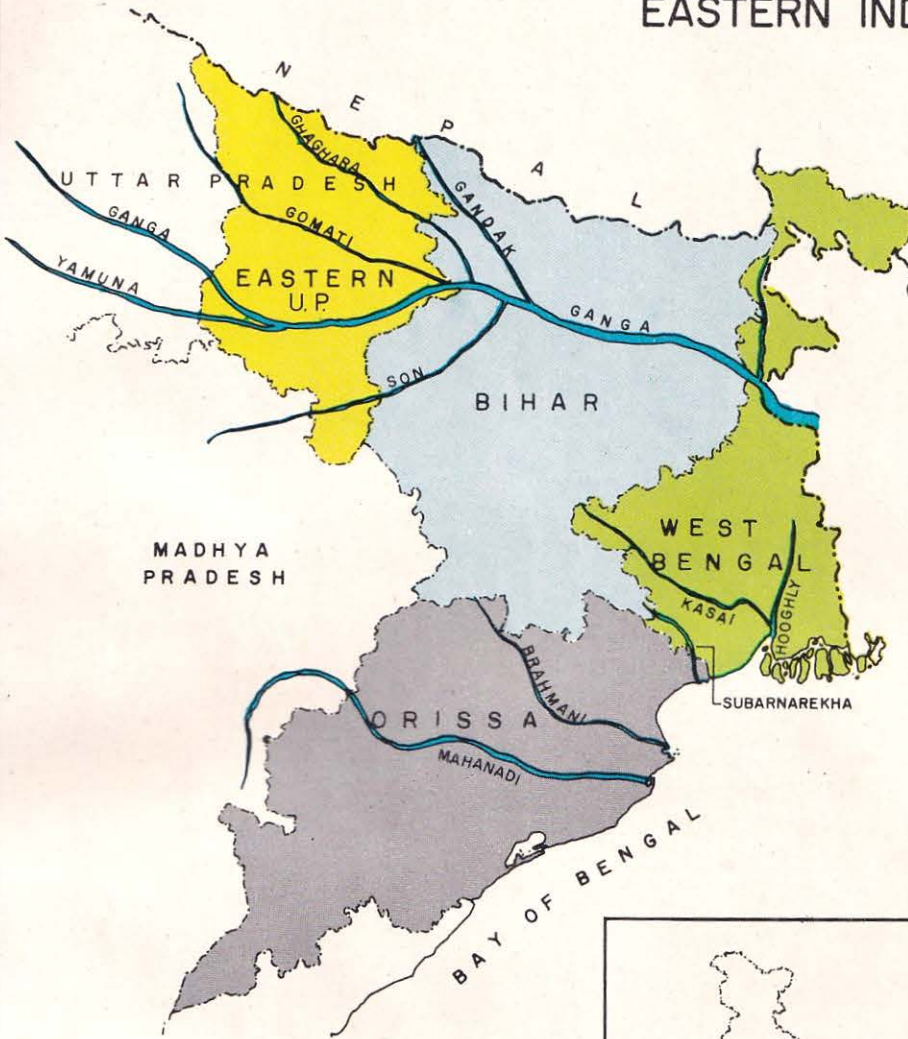 EASTERN IND
NEPAL
UTTAR PRADESH
GHAGHARA
GANDAK
GANGA
GOMATI
YAMUNA
EASTERN
U.P.
GANGA
SON
BIHAR
WEST
BENGAL
MADHYA
PRADESH
KASAI
HOOGHLY
BRAHMANI
SUBARNAREKHA
ORISSA
MAHANADI
BAY OF BENGAL